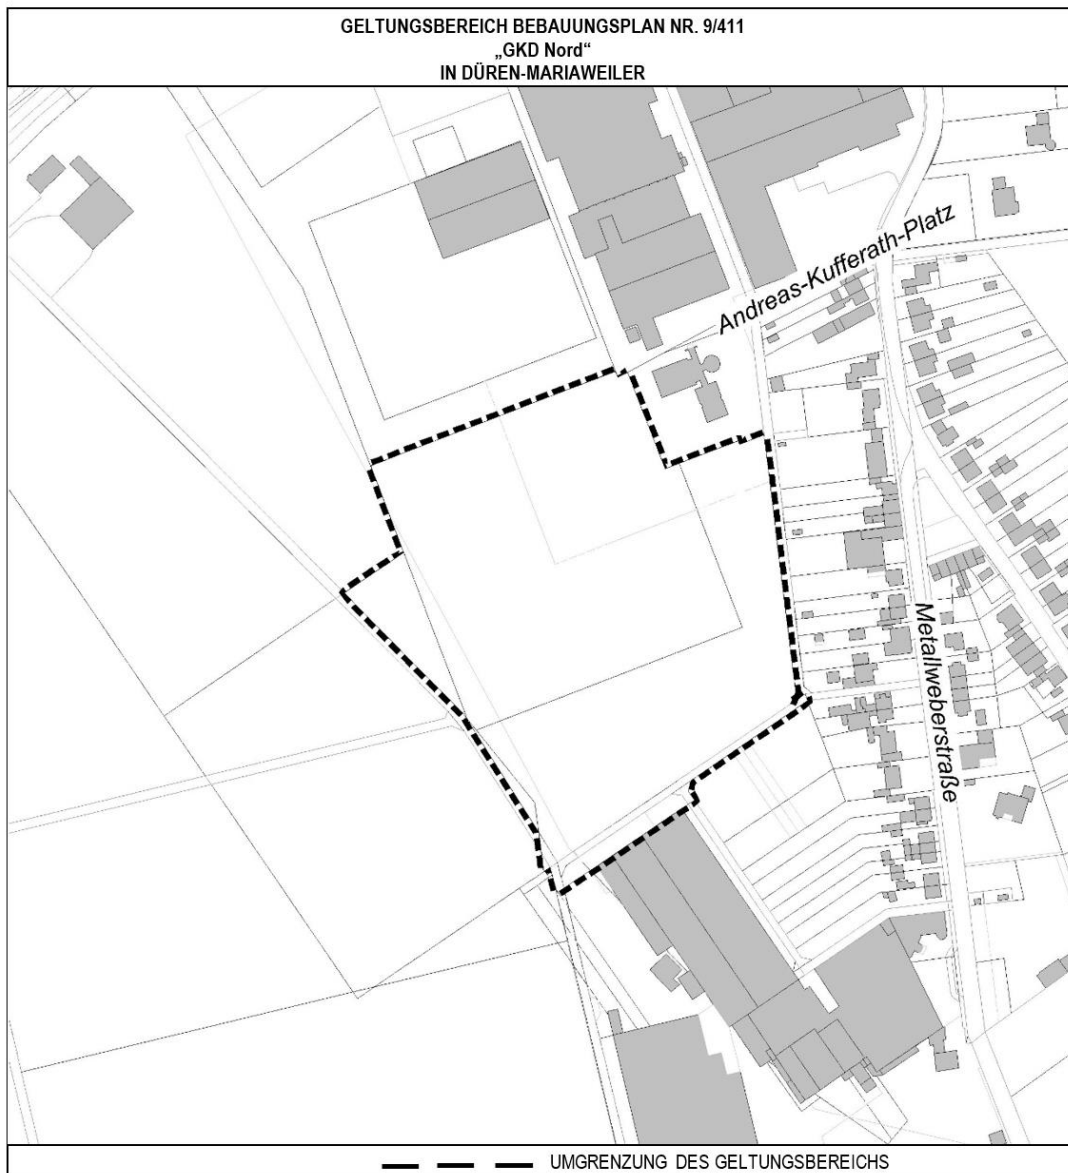 GELTUNGSBEREICH BEBAUUNGSPLAN NR. 9/411
„GKD Nord“
IN DÜREN-MARIAWEILER
Andreas-Kufferath-Platz
Metallweberstraße
UMGRENZUNG DES GELTUNGSBEREICHS